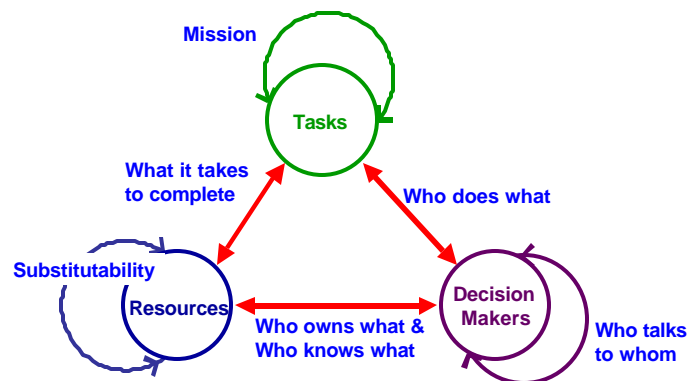 Mission
Tasks
What it takes
to complete
Who does what
Substitutability
Resources
Decision
Makers
Who owns what &
Who knows what
Who talks
to whom